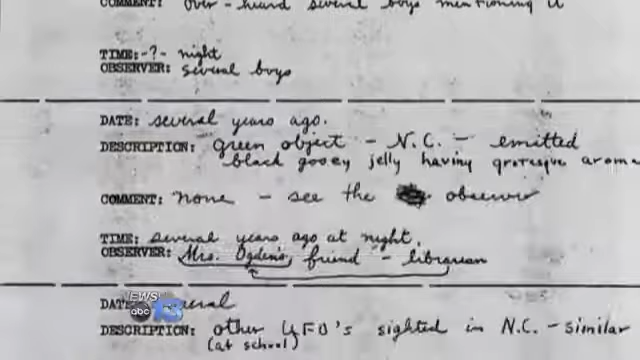 COMMENT: over-heard several boys mentioning it
TIME: -?- night
OBSERVER: several boys
DATE: several years ago.
DESCRIPTION: green object - N.C. - emitted
black gooey jelly having grotesque aroma
COMMENT: none - see the observer
TIME: several years ago at night.
OBSERVER: Mrs. Ogden's friend - librarian
DATE: several
DESCRIPTION: other UFO's sighted in N.C. - similar
(at school)
NEWS
abc 13